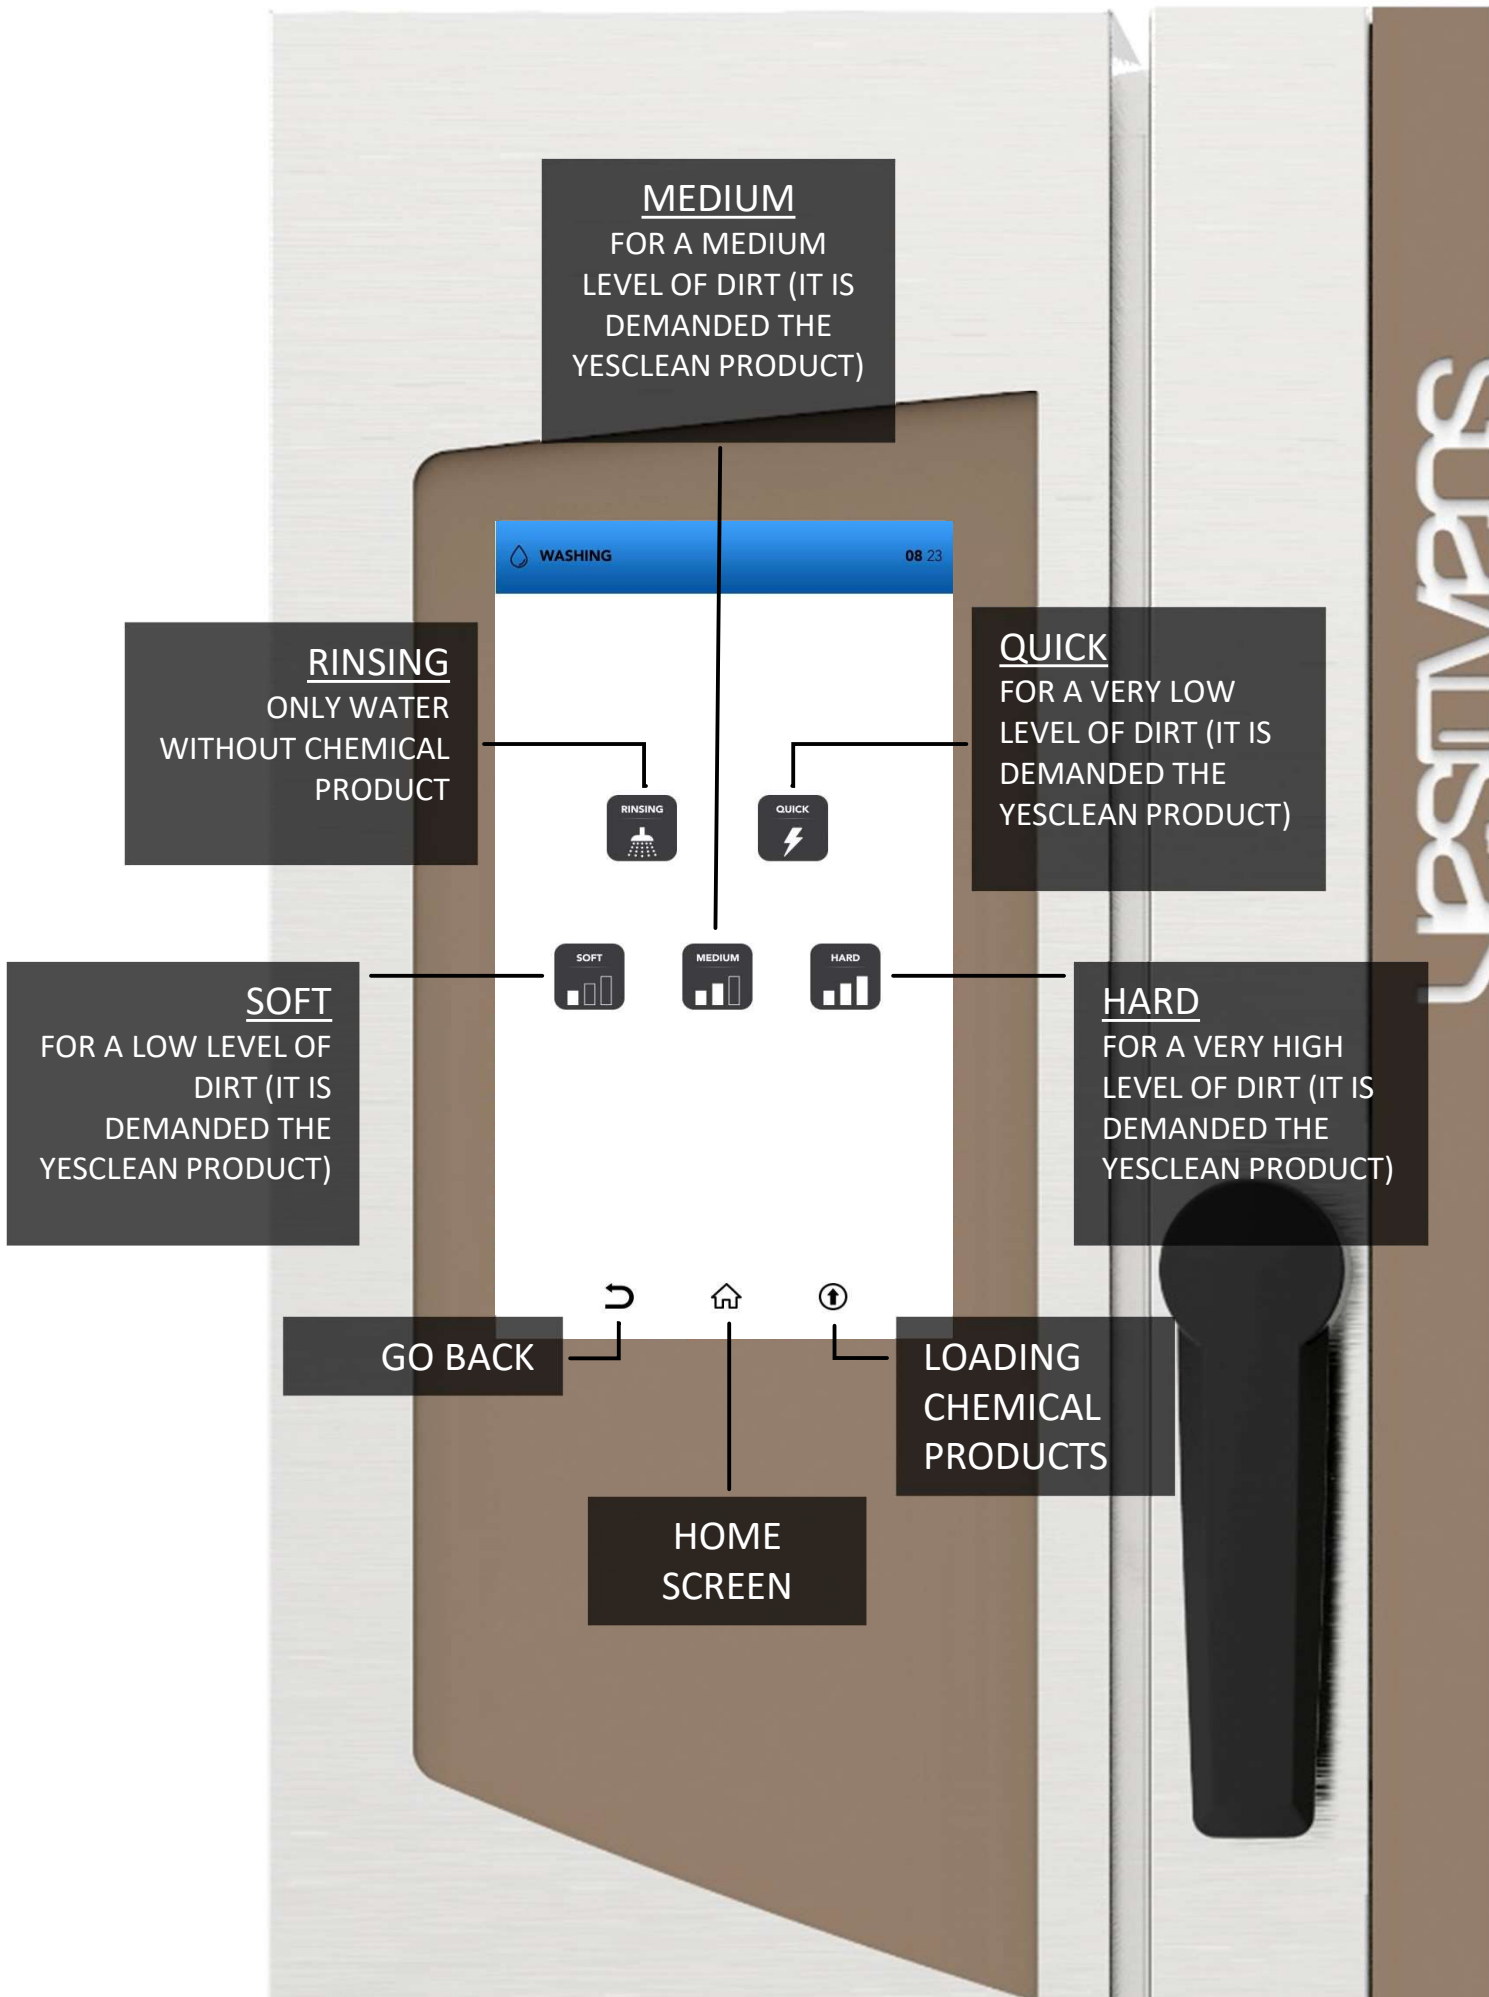 MEDIUM
FOR A MEDIUM
LEVEL OF DIRT (IT IS
DEMANDED THE
YESCLEAN PRODUCT)
WASHING
08 23
RINSING
ONLY WATER
WITHOUT CHEMICAL
PRODUCT
QUICK
FOR A VERY LOW
LEVEL OF DIRT (IT IS
DEMANDED THE
YESCLEAN PRODUCT)
RINSING
QUICK
SOFT
MEDIUM
HARD
SOFT
FOR A LOW LEVEL OF
DIRT (IT IS
DEMANDED THE
YESCLEAN PRODUCT)
HARD
FOR A VERY HIGH
LEVEL OF DIRT (IT IS
DEMANDED THE
YESCLEAN PRODUCT)
GO BACK
LOADING
CHEMICAL
PRODUCTS
HOME
SCREEN